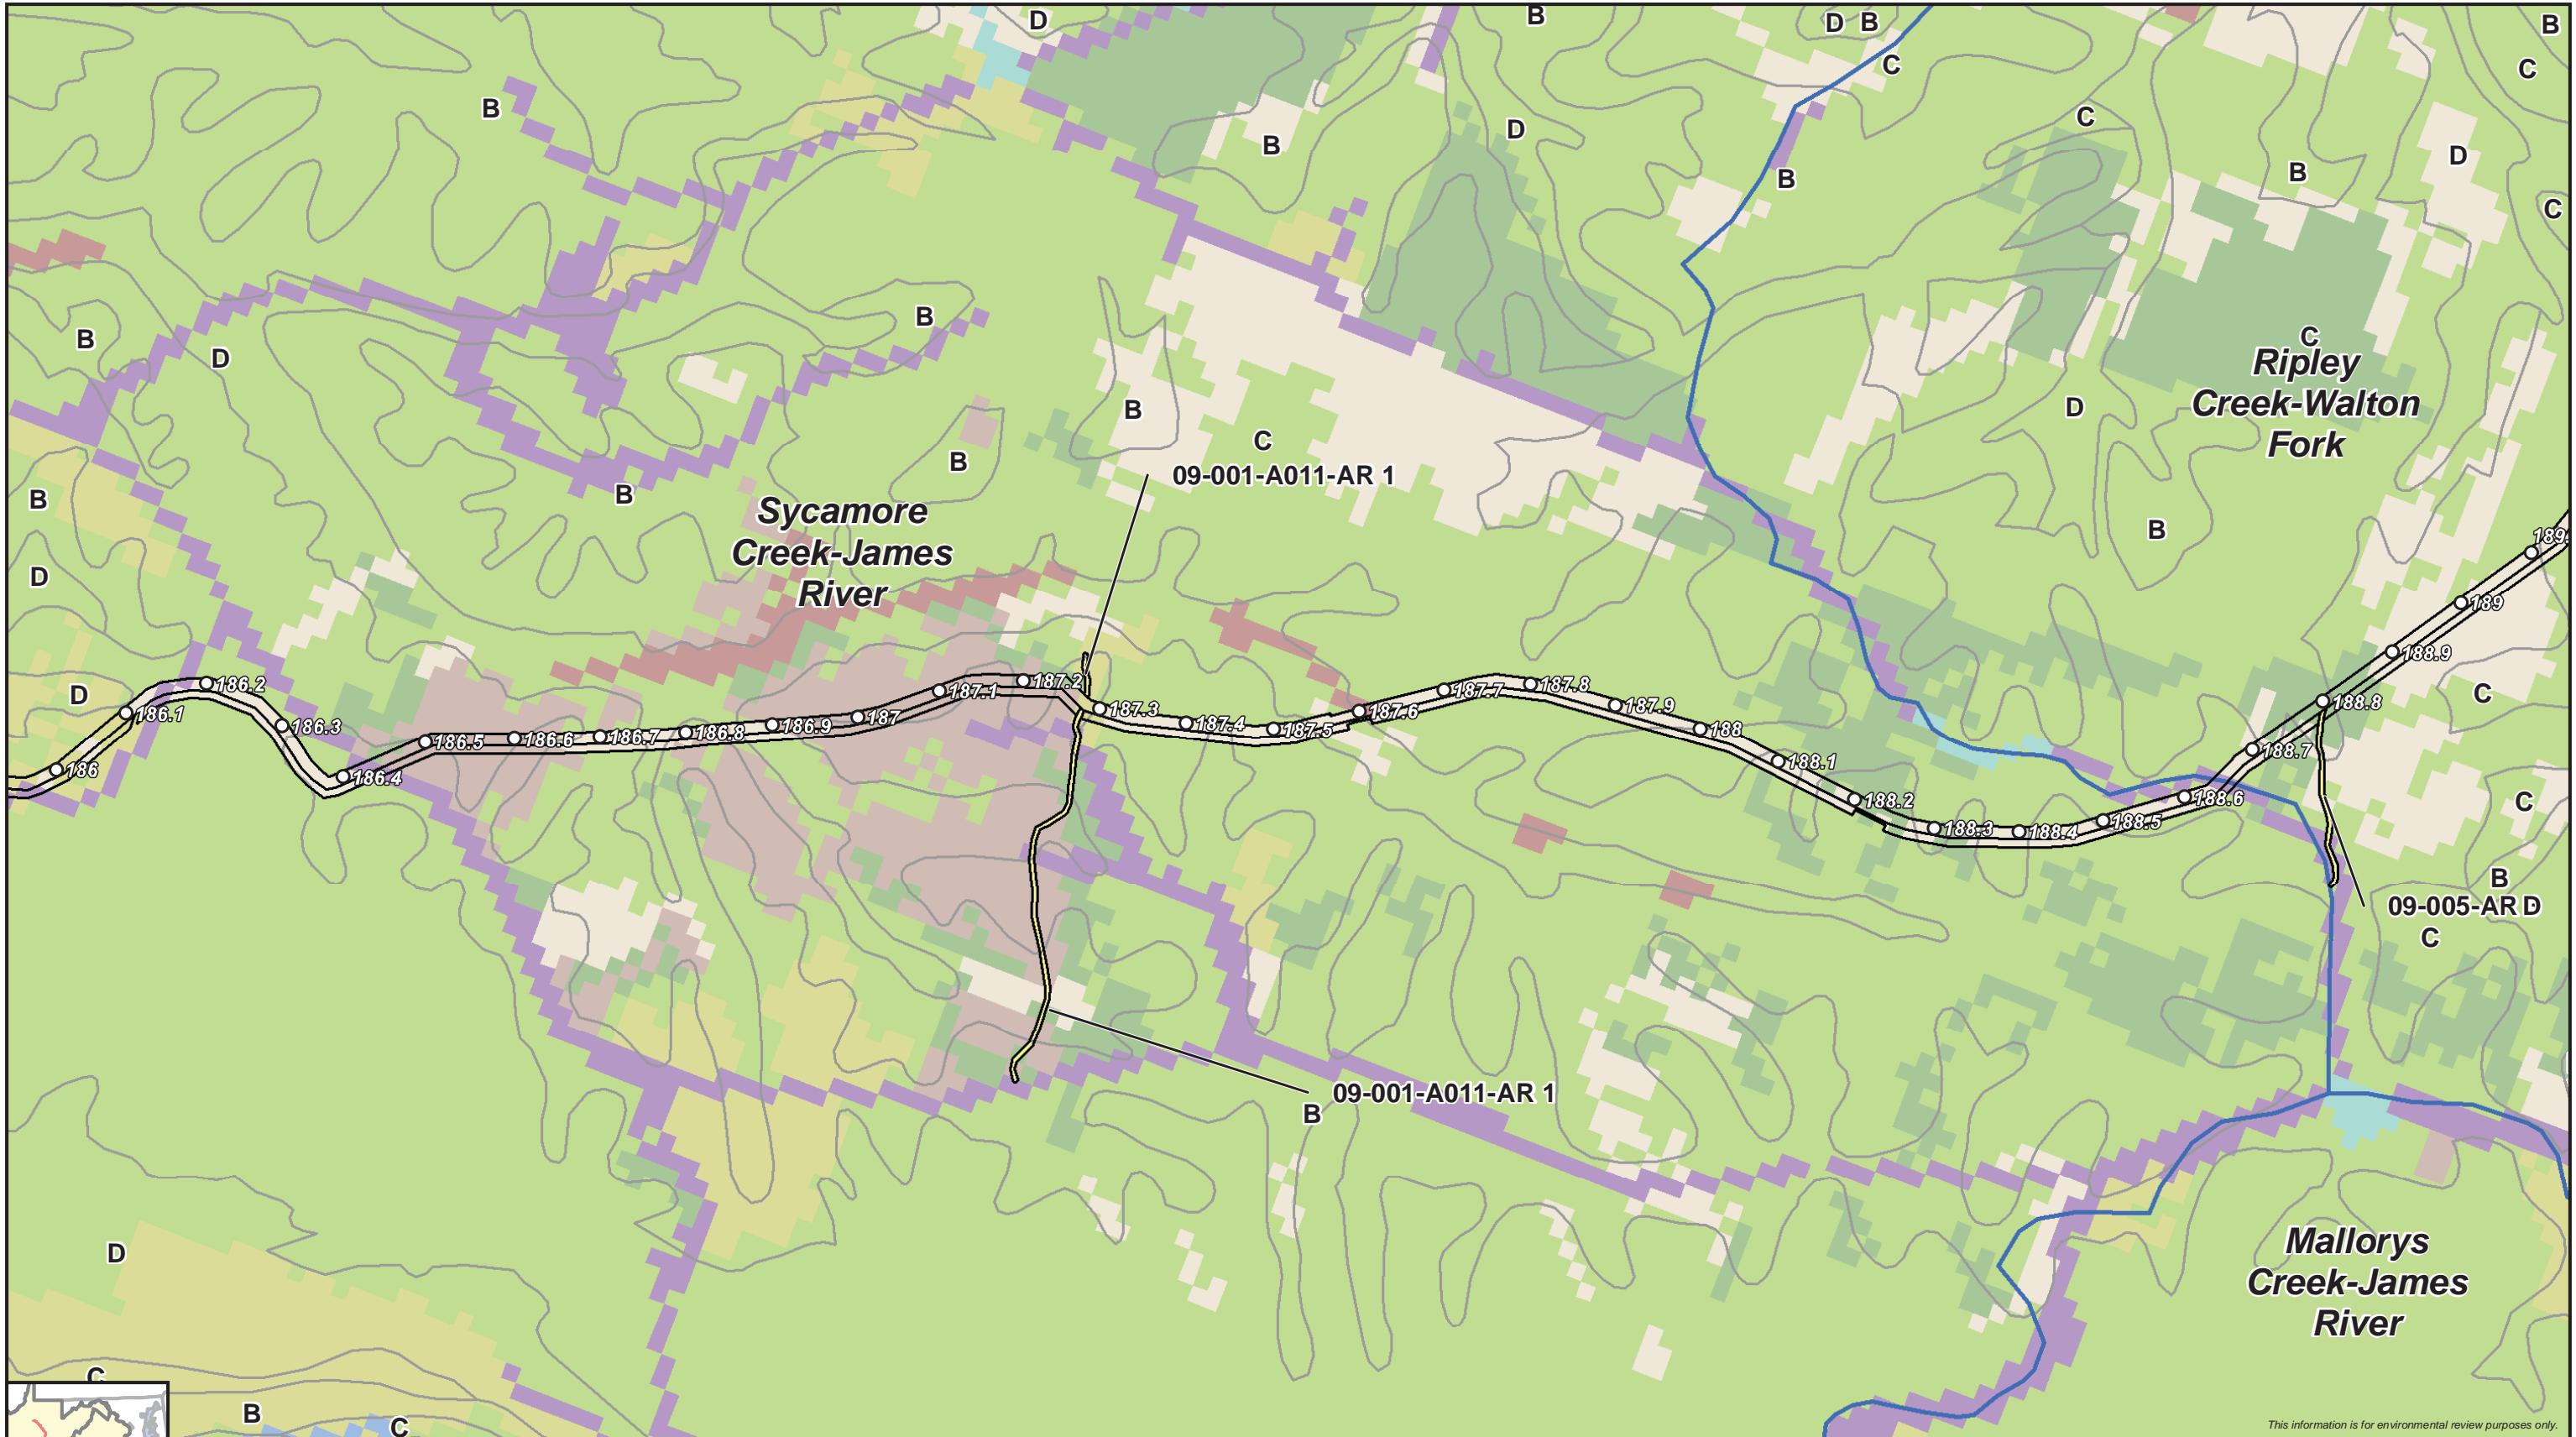 D
B
D
B
B
B
C
C
B
C
D
B
D
B
B
B
C
B
B
D
C
Ripley
Creek-Walton
Fork
B
D
C
B
B
B
B
09-001-A011-AR 1
Sycamore
Creek-James
River
D
B
189.
189
188.9
D
186
186.1
186.2
186.3
186.4
186.5
186.6
186.7
186.8
186.9
187
187.1
187.2
187.3
187.4
187.5
187.6
187.7
187.8
187.9
188
188.1
188.2
188.3
188.4
188.5
188.6
188.7
188.8
C
C
B
09-005-AR D
C
09-001-A011-AR 1
B
D
Mallorys
Creek-James
River
C
B
C
This information is for environmental review purposes only.